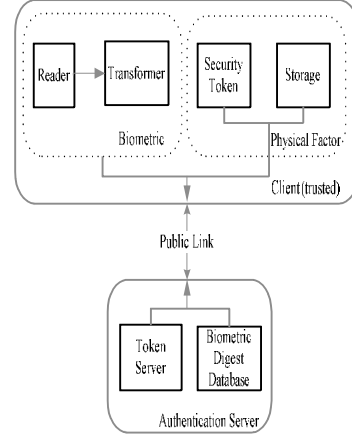 Reader
Transformer
Security
Token
Storage
Biometric
Physical Factor
Client(trusted)
Public Link
Token
Server
Biometric
Digest
Database
Authentication Server